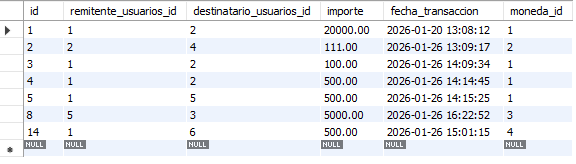 id remitente_usuarios_id destinatario_usuarios_id importe fecha_transaccion moneda_id
1 1 2 20000.00 2026-01-20 13:08:12 1
2 2 4 111.00 2026-01-26 13:09:17 2
3 1 2 100.00 2026-01-26 14:09:34 1
4 1 2 500.00 2026-01-26 14:14:45 1
5 1 5 500.00 2026-01-26 14:15:25 1
8 5 3 5000.00 2026-01-26 16:22:52 3
14 1 6 500.00 2026-01-26 15:01:15 4
NULL NULL NULL NULL NULL NULL